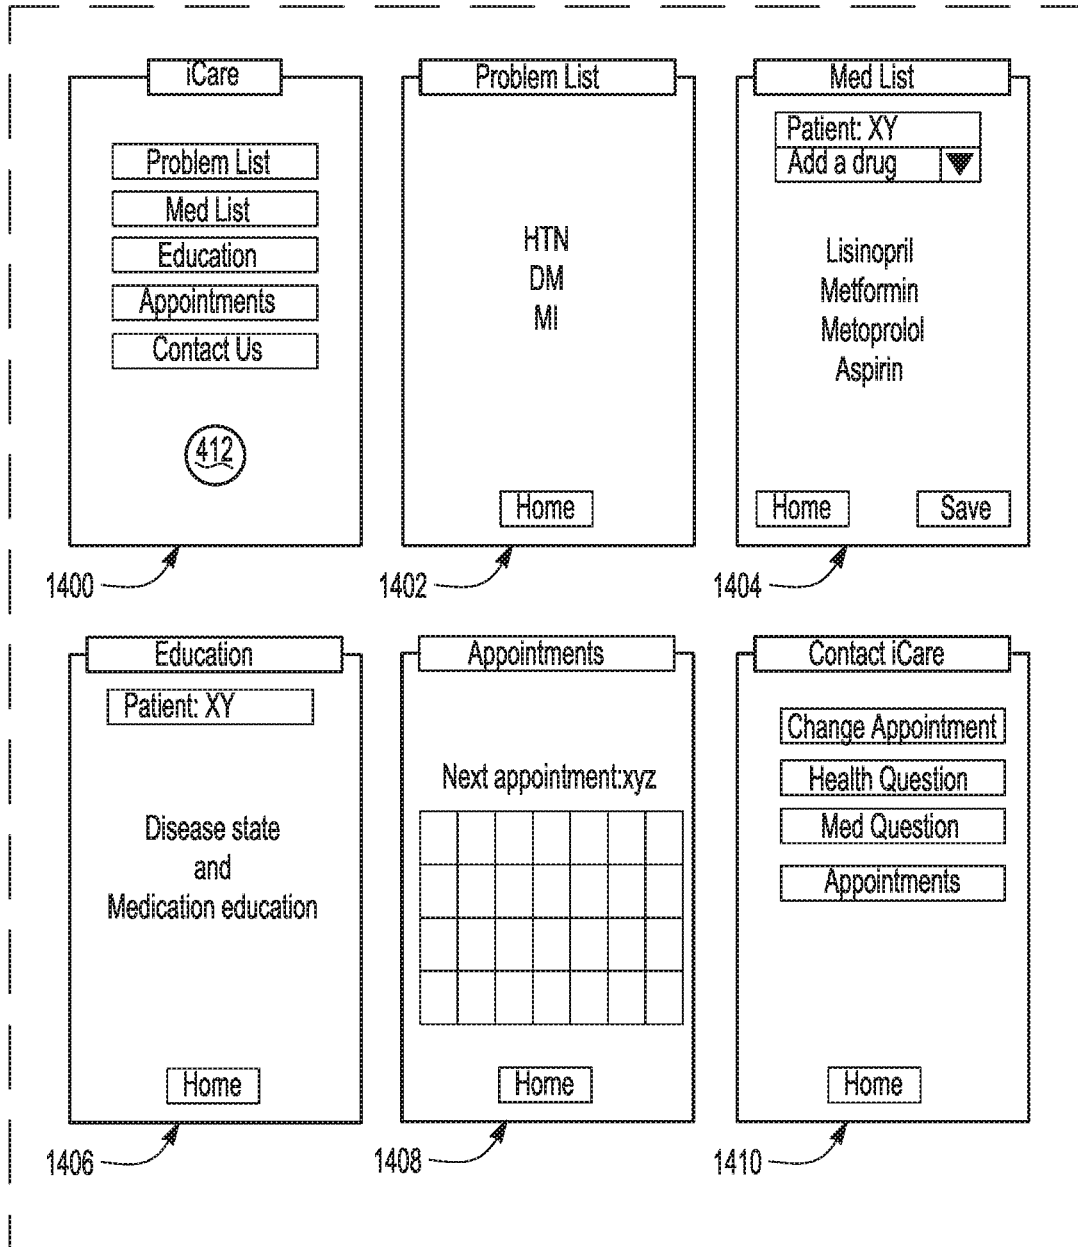 iCare
Problem List
Med List
Education
Appointments
Contact Us
412
1400
Problem List
HTN
DM
MI
Home
1402
Med List
Patient: XY
Add a drug
Lisinopril
Metformin
Metoprolol
Aspirin
Home
Save
1404
Education
Patient: XY
Disease state
and
Medication education
Home
1406
Appointments
Next appointment:xyz
Home
1408
Contact iCare
Change Appointment
Health Question
Med Question
Appointments
Home
1410